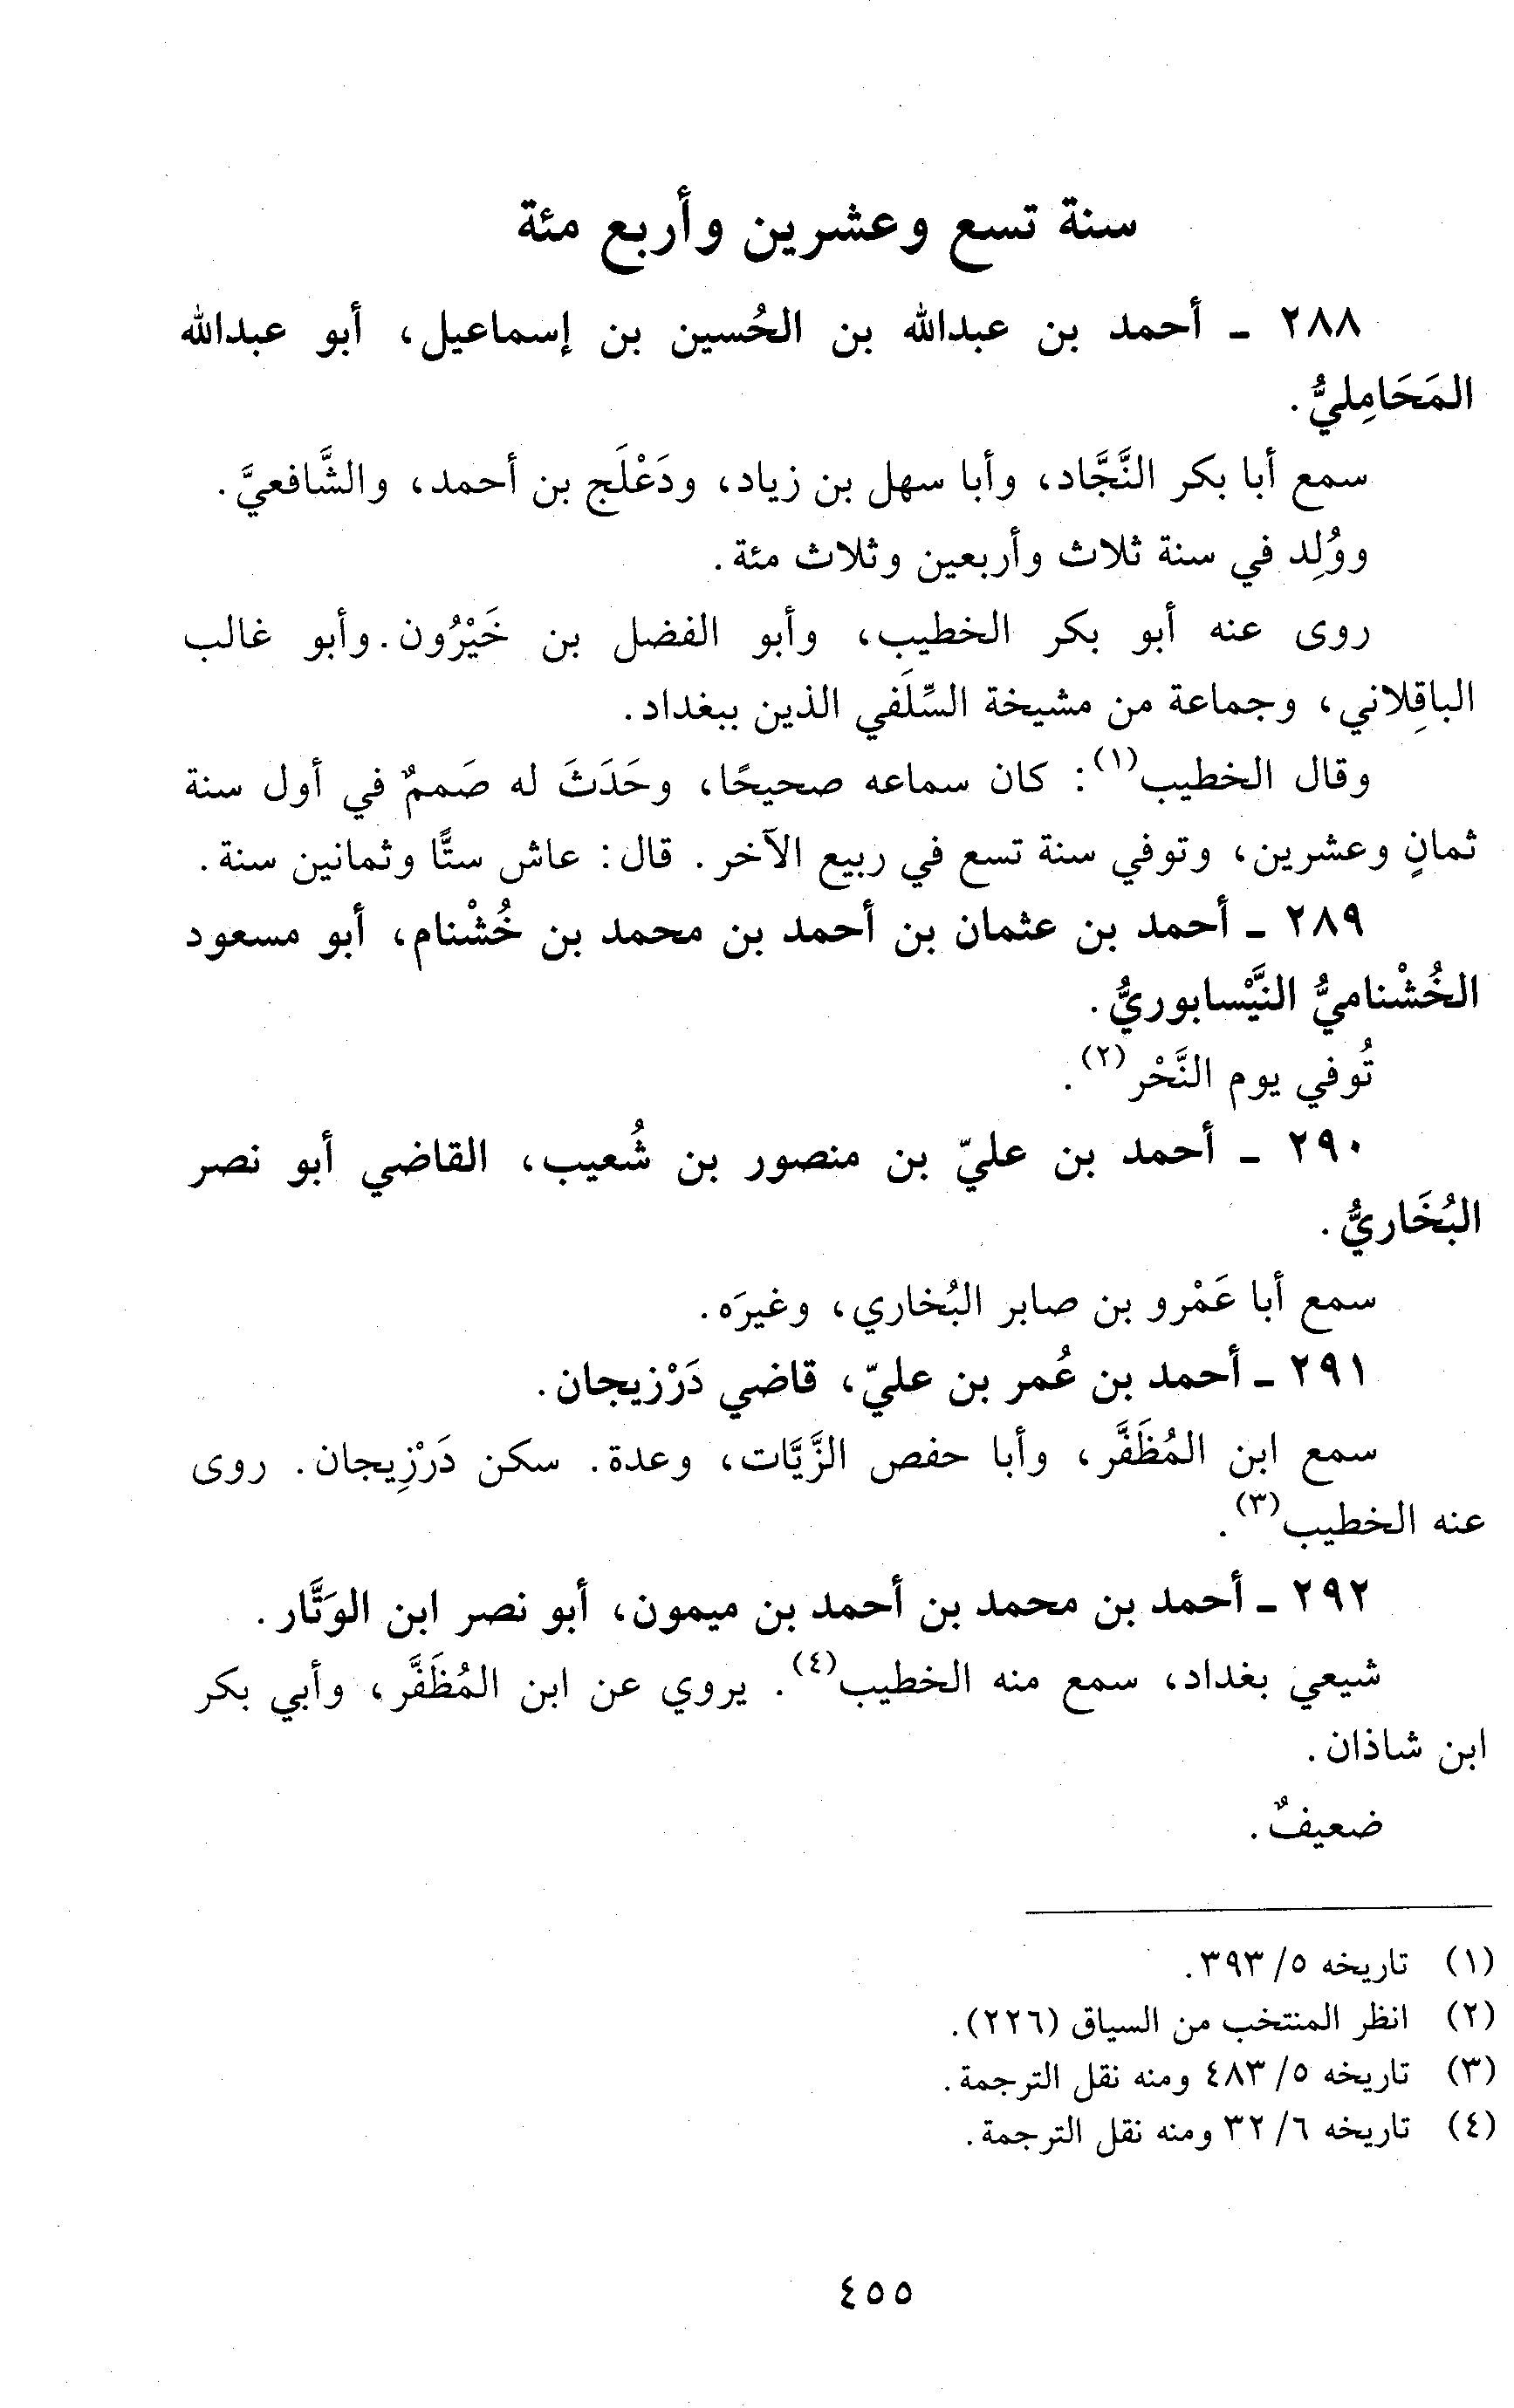 سنة تسع وعشرين وأربع مئة
٢٨٨ ـ أحمد بن عبدالله بن الحُسين بن إسماعيل، أبو عبدالله
المَحَامِليُّ.
سمع أبا بكر النَّجَّاد، وأبا سهل بن زياد، ودَعْلَج بن أحمد، والشَّافعيَّ.
ووُلِد في سنة ثلاث وأربعين وثلاث مئة.
روى عنه أبو بكر الخطيب، وأبو الفضل بن خَيْرُون. وأبو غالب
الباقِلاني، وجماعة من مشيخة السِّلَفي الذين ببغداد.
وقال الخطيب(١): كان سماعه صحيحًا، وحَدَثَ له صَممٌ في أول سنة
ثمانٍ وعشرين، وتوفي سنة تسع في ربيع الآخر. قال: عاش ستًّا وثمانين سنة.
٢٨٩ ـ أحمد بن عثمان بن أحمد بن محمد بن خُشْنام، أبو مسعود
الخُشْناميُّ النَّيْسابوريُّ.
تُوفي يوم النَّحْر(٢).
٢٩٠ ـ أحمد بن عليّ بن منصور بن شُعيب، القاضي أبو نصر
البُخَاريُّ.
سمع أبا عَمْرو بن صابر البُخاري، وغيرَه.
٢٩١ ـ أحمد بن عُمر بن عليّ، قاضي دَرْزيجان.
سمع ابن المُظَفَّر، وأبا حفص الزَّيَّات، وعدة. سكن دَرْزِيجان. روى
عنه الخطيب(٣).
٢٩٢ ـ أحمد بن محمد بن أحمد بن ميمون، أبو نصر ابن الوَتَّار.
شيعي بغداد، سمع منه الخطيب(٤). يروي عن ابن المُظَفَّر، وأبي بكر
ابن شاذان.
ضعيفٌ.
(١) تاريخه ٥/ ٣٩٣.
(٢) انظر المنتخب من السياق (٢٢٦).
(٣) تاريخه ٥/ ٤٨٣ ومنه نقل الترجمة.
(٤) تاريخه ٦/ ٣٢ ومنه نقل الترجمة.
٤٥٥